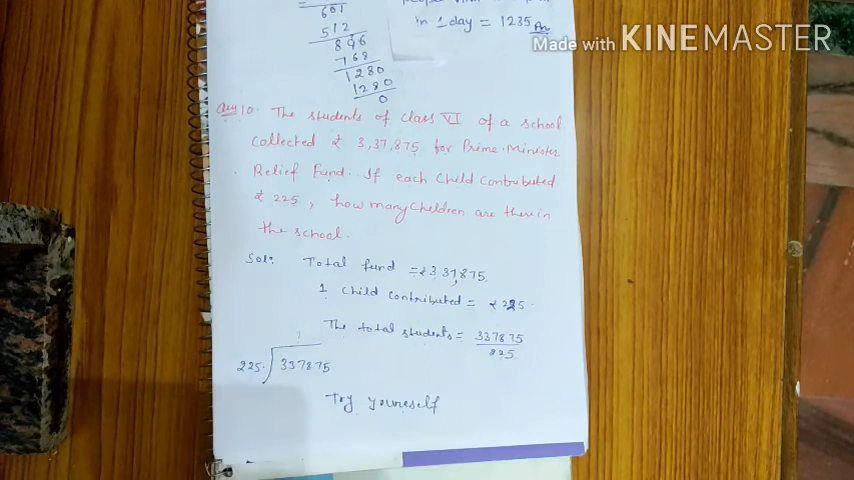 601
in 1 day = 1235 Ans
Made with KINEMASTER
512
896
768
1280
1280
0
Que 10. The students of class VI of a school
collected ₹ 3,37,875 for Prime Minister
Relief Fund. If each child contributed
₹ 225, how many children are there in
the school.
Sol: Total fund = ₹ 337,875.
1 child contributed = ₹ 225.
The total students = 337875
225
225 337875
Try yourself